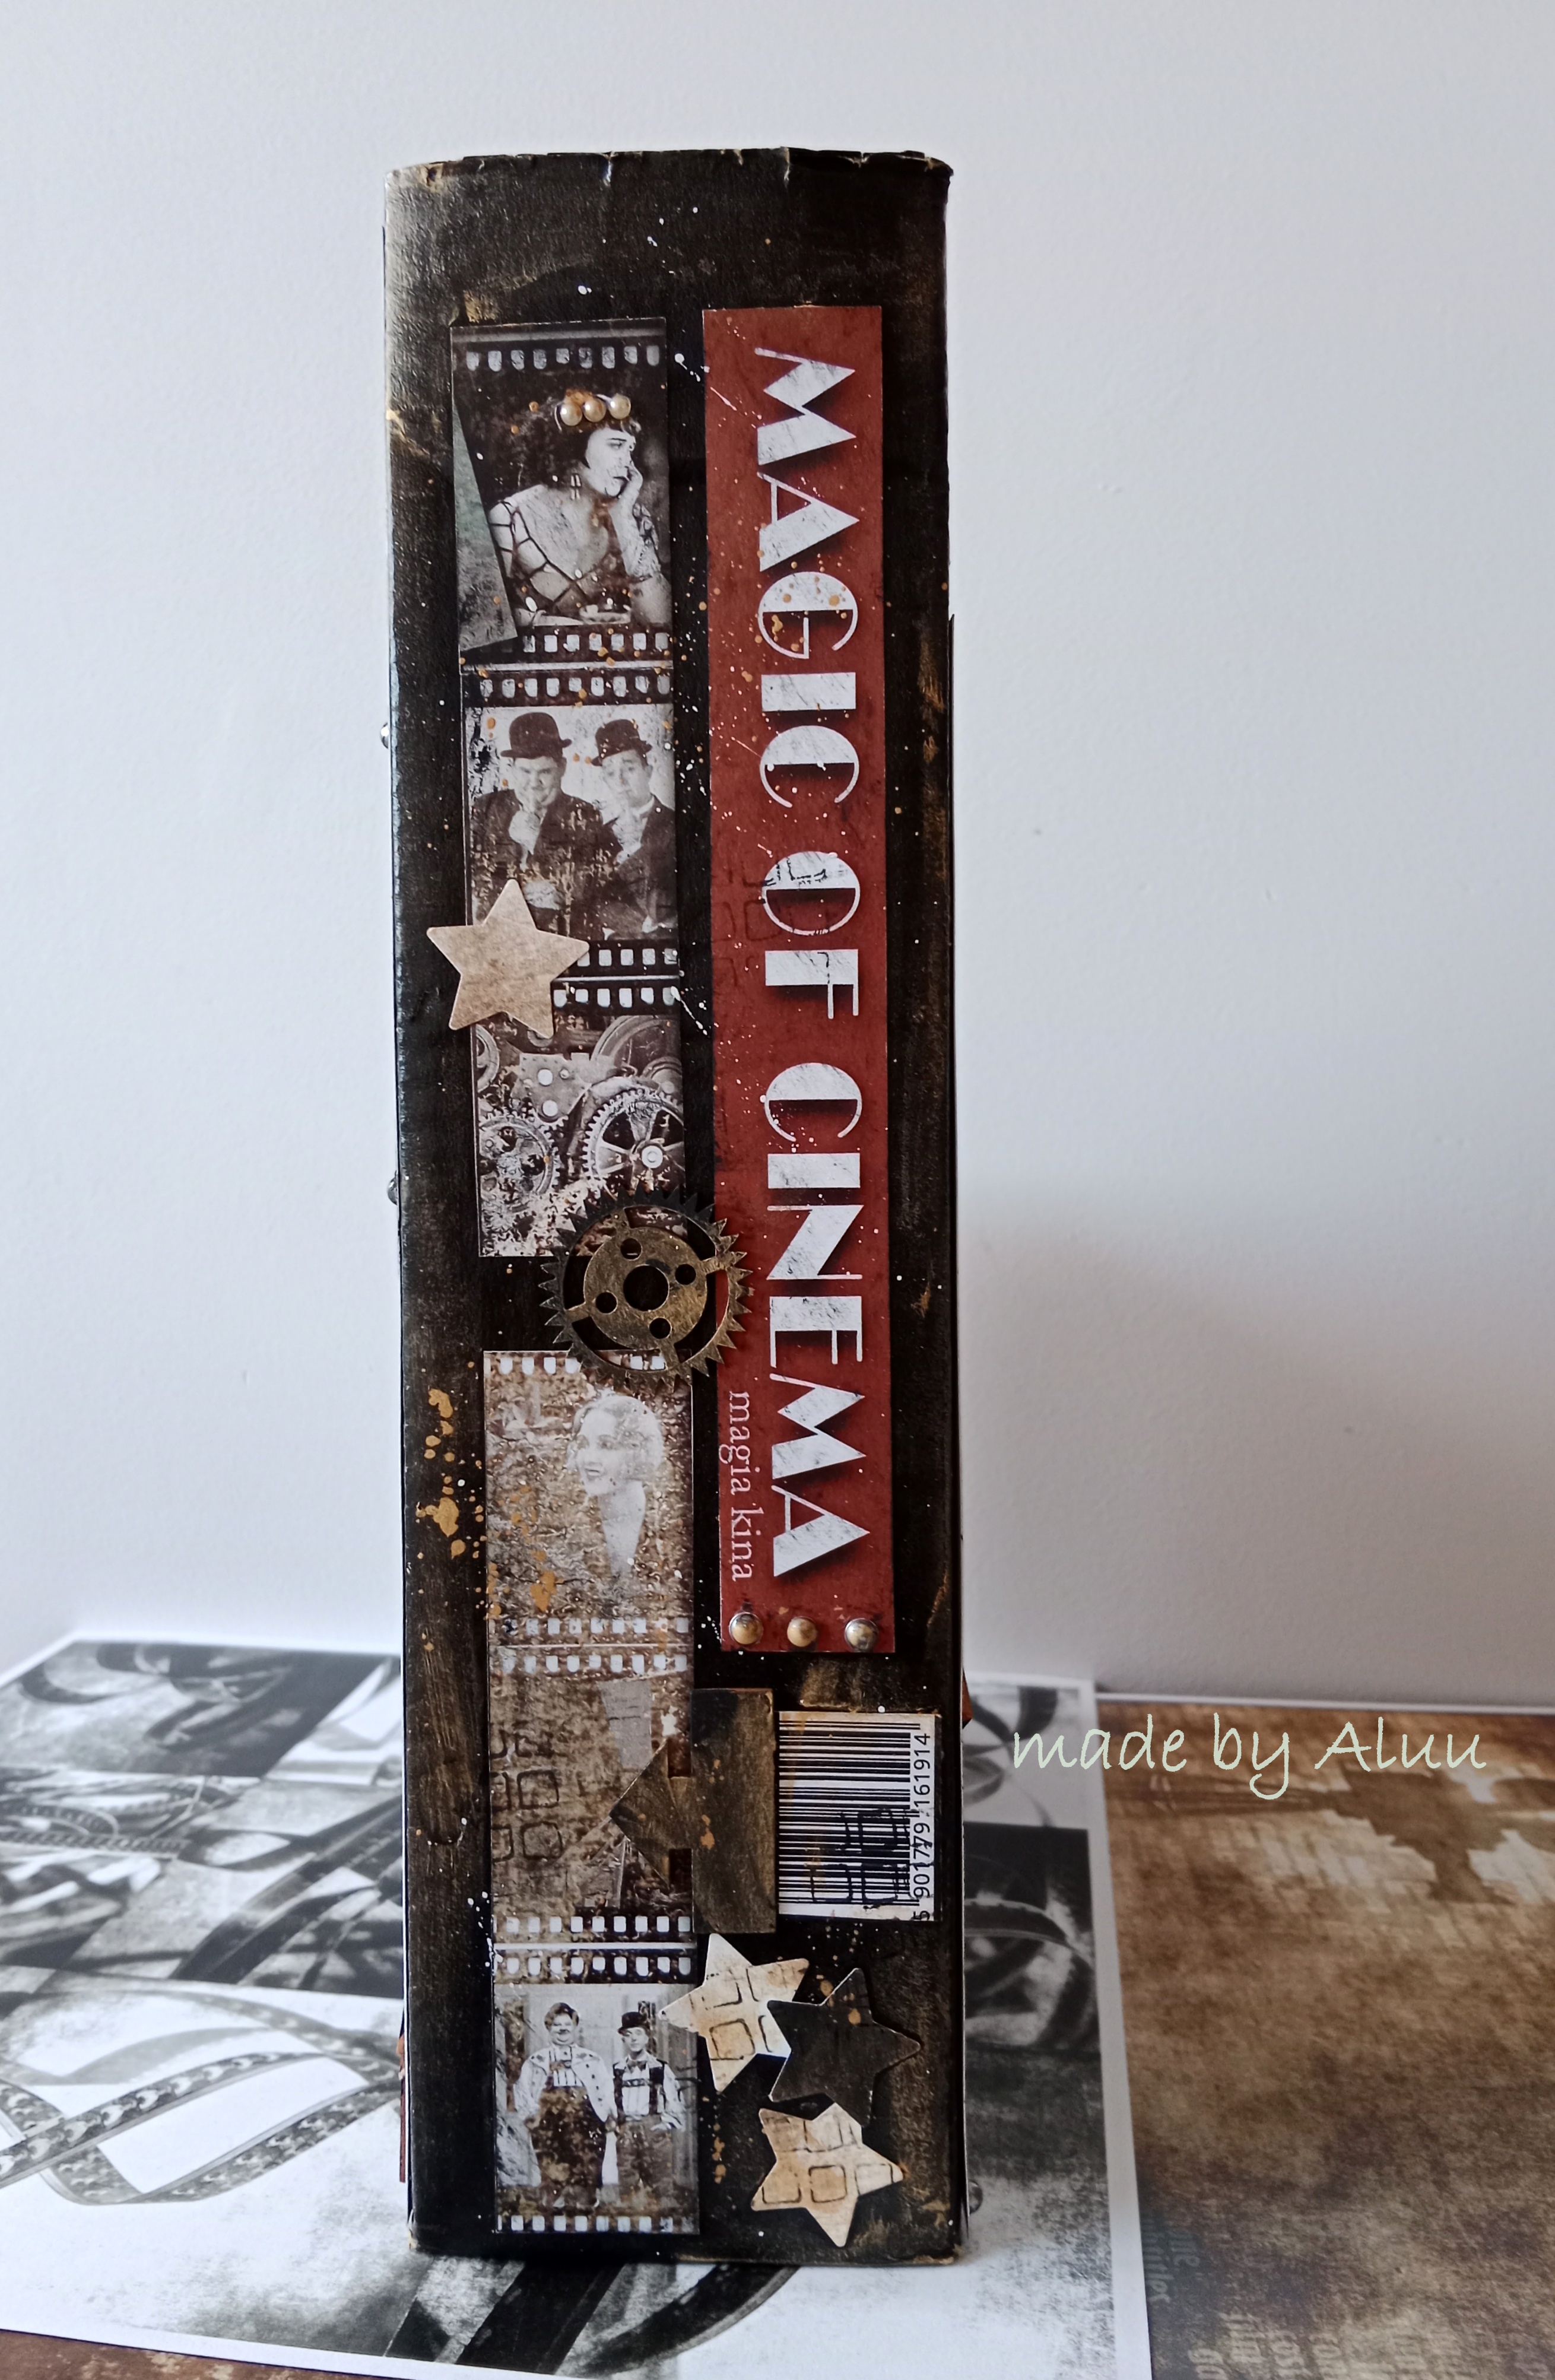 MAGIC OF CINEMA
magia kina
5 901779 161914
made by Aluu